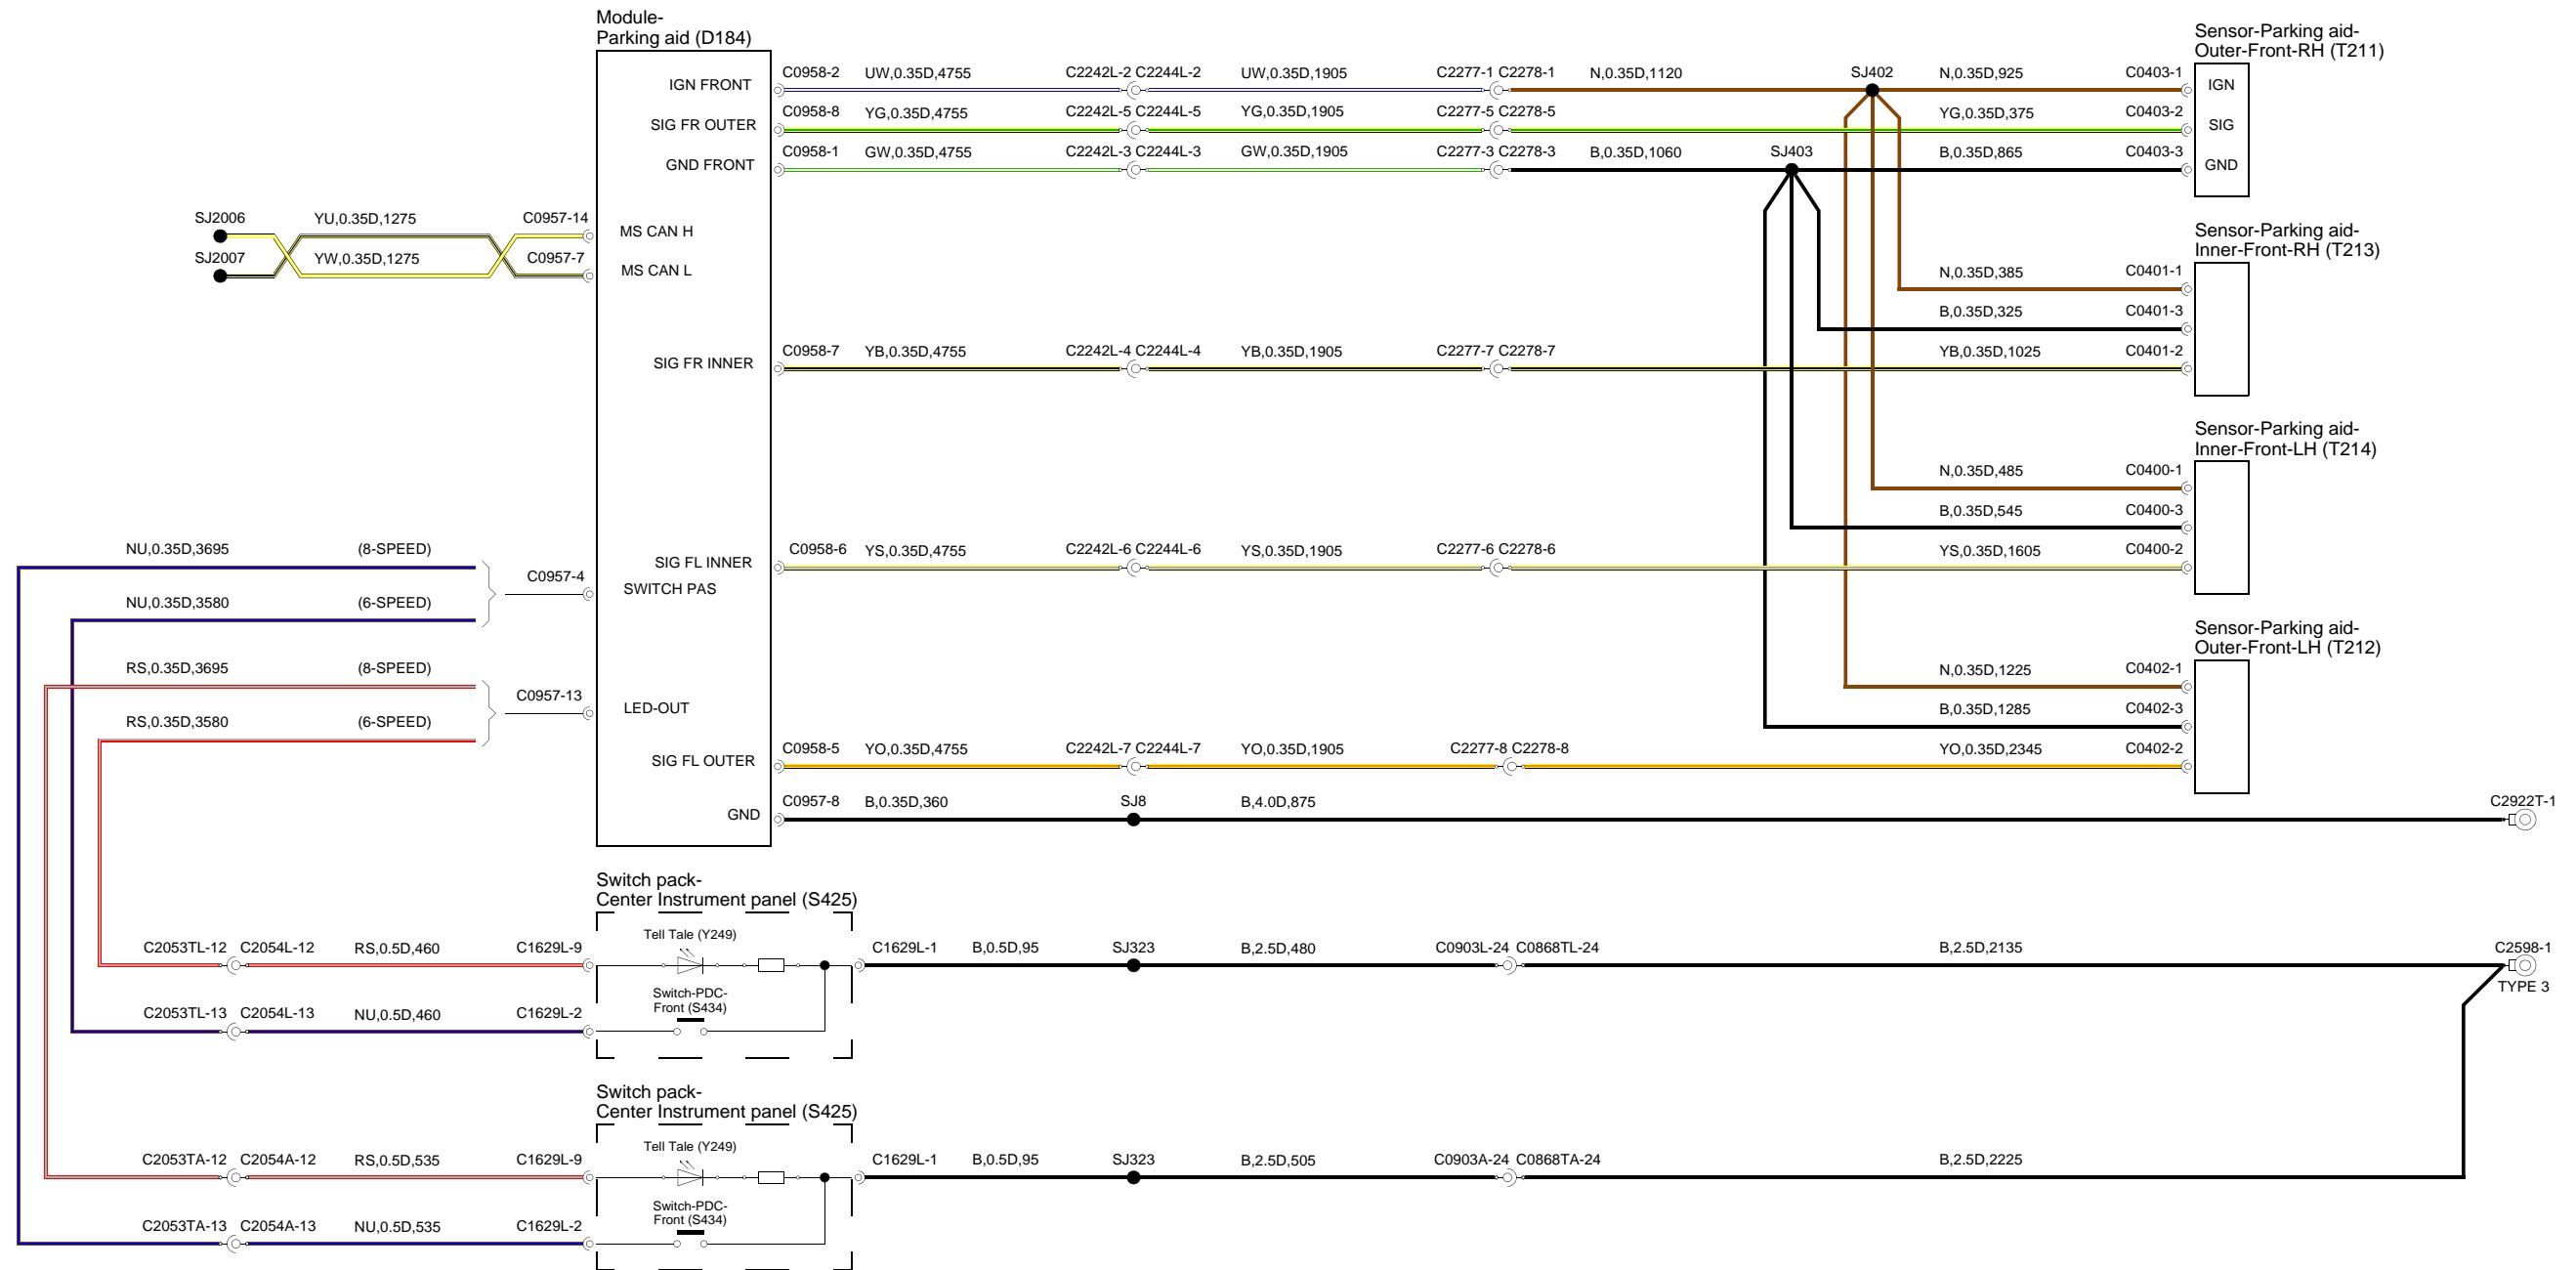 Module-
Parking aid (D184)
Sensor-Parking aid-
Outer-Front-RH (T211)
IGN FRONT
C0958-2 UW,0.35D,4755 C2242L-2 C2244L-2 UW,0.35D,1905 C2277-1 C2278-1 N,0.35D,1120 SJ402 N,0.35D,925 C0403-1
IGN
SIG FR OUTER
C0958-8 YG,0.35D,4755 C2242L-5 C2244L-5 YG,0.35D,1905 C2277-5 C2278-5 YG,0.35D,375 C0403-2
SIG
GND FRONT
C0958-1 GW,0.35D,4755 C2242L-3 C2244L-3 GW,0.35D,1905 C2277-3 C2278-3 B,0.35D,1060 SJ403 B,0.35D,865 C0403-3
GND
SJ2006 YU,0.35D,1275 C0957-14
MS CAN H
SJ2007 YW,0.35D,1275 C0957-7
MS CAN L
Sensor-Parking aid-
Inner-Front-RH (T213)
N,0.35D,385 C0401-1
B,0.35D,325 C0401-3
SIG FR INNER
C0958-7 YB,0.35D,4755 C2242L-4 C2244L-4 YB,0.35D,1905 C2277-7 C2278-7 YB,0.35D,1025 C0401-2
Sensor-Parking aid-
Inner-Front-LH (T214)
N,0.35D,485 C0400-1
B,0.35D,545 C0400-3
SIG FL INNER
C0958-6 YS,0.35D,4755 C2242L-6 C2244L-6 YS,0.35D,1905 C2277-6 C2278-6 YS,0.35D,1605 C0400-2
NU,0.35D,3695 (8-SPEED)
C0957-4
SWITCH PAS
NU,0.35D,3580 (6-SPEED)
RS,0.35D,3695 (8-SPEED)
C0957-13
LED-OUT
RS,0.35D,3580 (6-SPEED)
Sensor-Parking aid-
Outer-Front-LH (T212)
N,0.35D,1225 C0402-1
B,0.35D,1285 C0402-3
SIG FL OUTER
C0958-5 YO,0.35D,4755 C2242L-7 C2244L-7 YO,0.35D,1905 C2277-8 C2278-8 YO,0.35D,2345 C0402-2
GND
C0957-8 B,0.35D,360 SJ8 B,4.0D,875 C2922T-1
Switch pack-
Center Instrument panel (S425)
Tell Tale (Y249)
C2053TL-12 C2054L-12 RS,0.5D,460 C1629L-9
C1629L-1 B,0.5D,95 SJ323 B,2.5D,480 C0903L-24 C0868TL-24 B,2.5D,2135 C2598-1
TYPE 3
Switch-PDC-
Front (S434)
C2053TL-13 C2054L-13 NU,0.5D,460 C1629L-2
Switch pack-
Center Instrument panel (S425)
Tell Tale (Y249)
C2053TA-12 C2054A-12 RS,0.5D,535 C1629L-9
C1629L-1 B,0.5D,95 SJ323 B,2.5D,505 C0903A-24 C0868TA-24 B,2.5D,2225
Switch-PDC-
Front (S434)
C2053TA-13 C2054A-13 NU,0.5D,535 C1629L-2